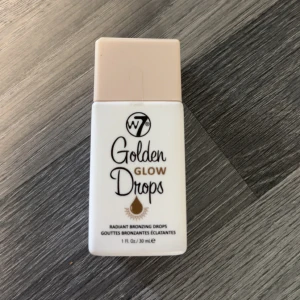 W7®
Golden
GLOW
Drops
RADIANT BRONZING DROPS
GOUTTES BRONZANTES ÉCLATANTES
1 fl. Oz / 30 mL ℮